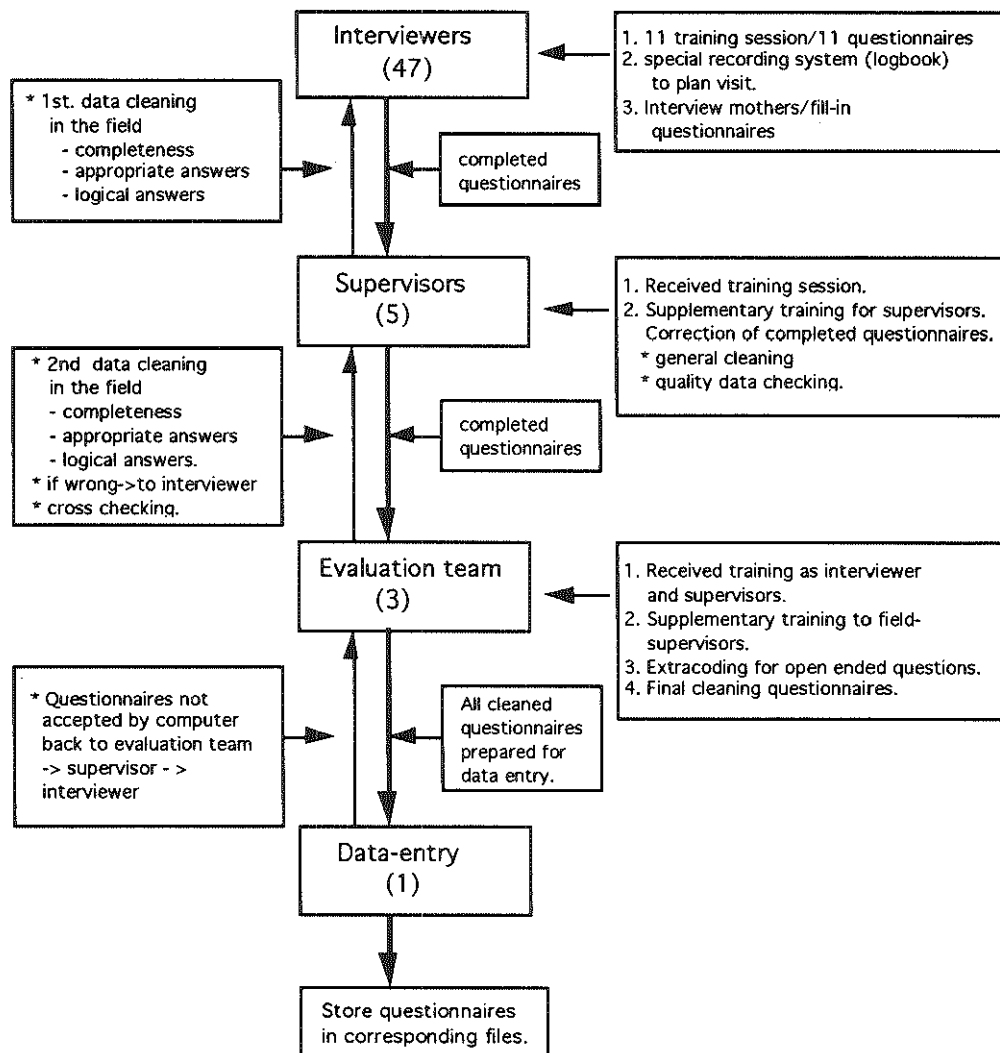 Interviewers
(47)
1. 11 training session/11 questionnaires
2. special recording system (logbook)
to plan visit.
3. Interview mothers/fill-in
questionnaires
* 1st. data cleaning
in the field
- completeness
- appropriate answers
- logical answers
completed
questionnaires
Supervisors
(5)
1. Received training session.
2. Supplementary training for supervisors.
Correction of completed questionnaires.
* general cleaning
* quality data checking.
* 2nd data cleaning
in the field
- completeness
- appropriate answers
- logical answers.
* if wrong->to interviewer
* cross checking.
completed
questionnaires
Evaluation team
(3)
1. Received training as interviewer
and supervisors.
2. Supplementary training to field-
supervisors.
3. Extracoding for open ended questions.
4. Final cleaning questionnaires.
* Questionnaires not
accepted by computer
back to evaluation team
-> supervisor - >
interviewer
All cleaned
questionnaires
prepared for
data entry.
Data-entry
(1)
Store questionnaires
in corresponding files.